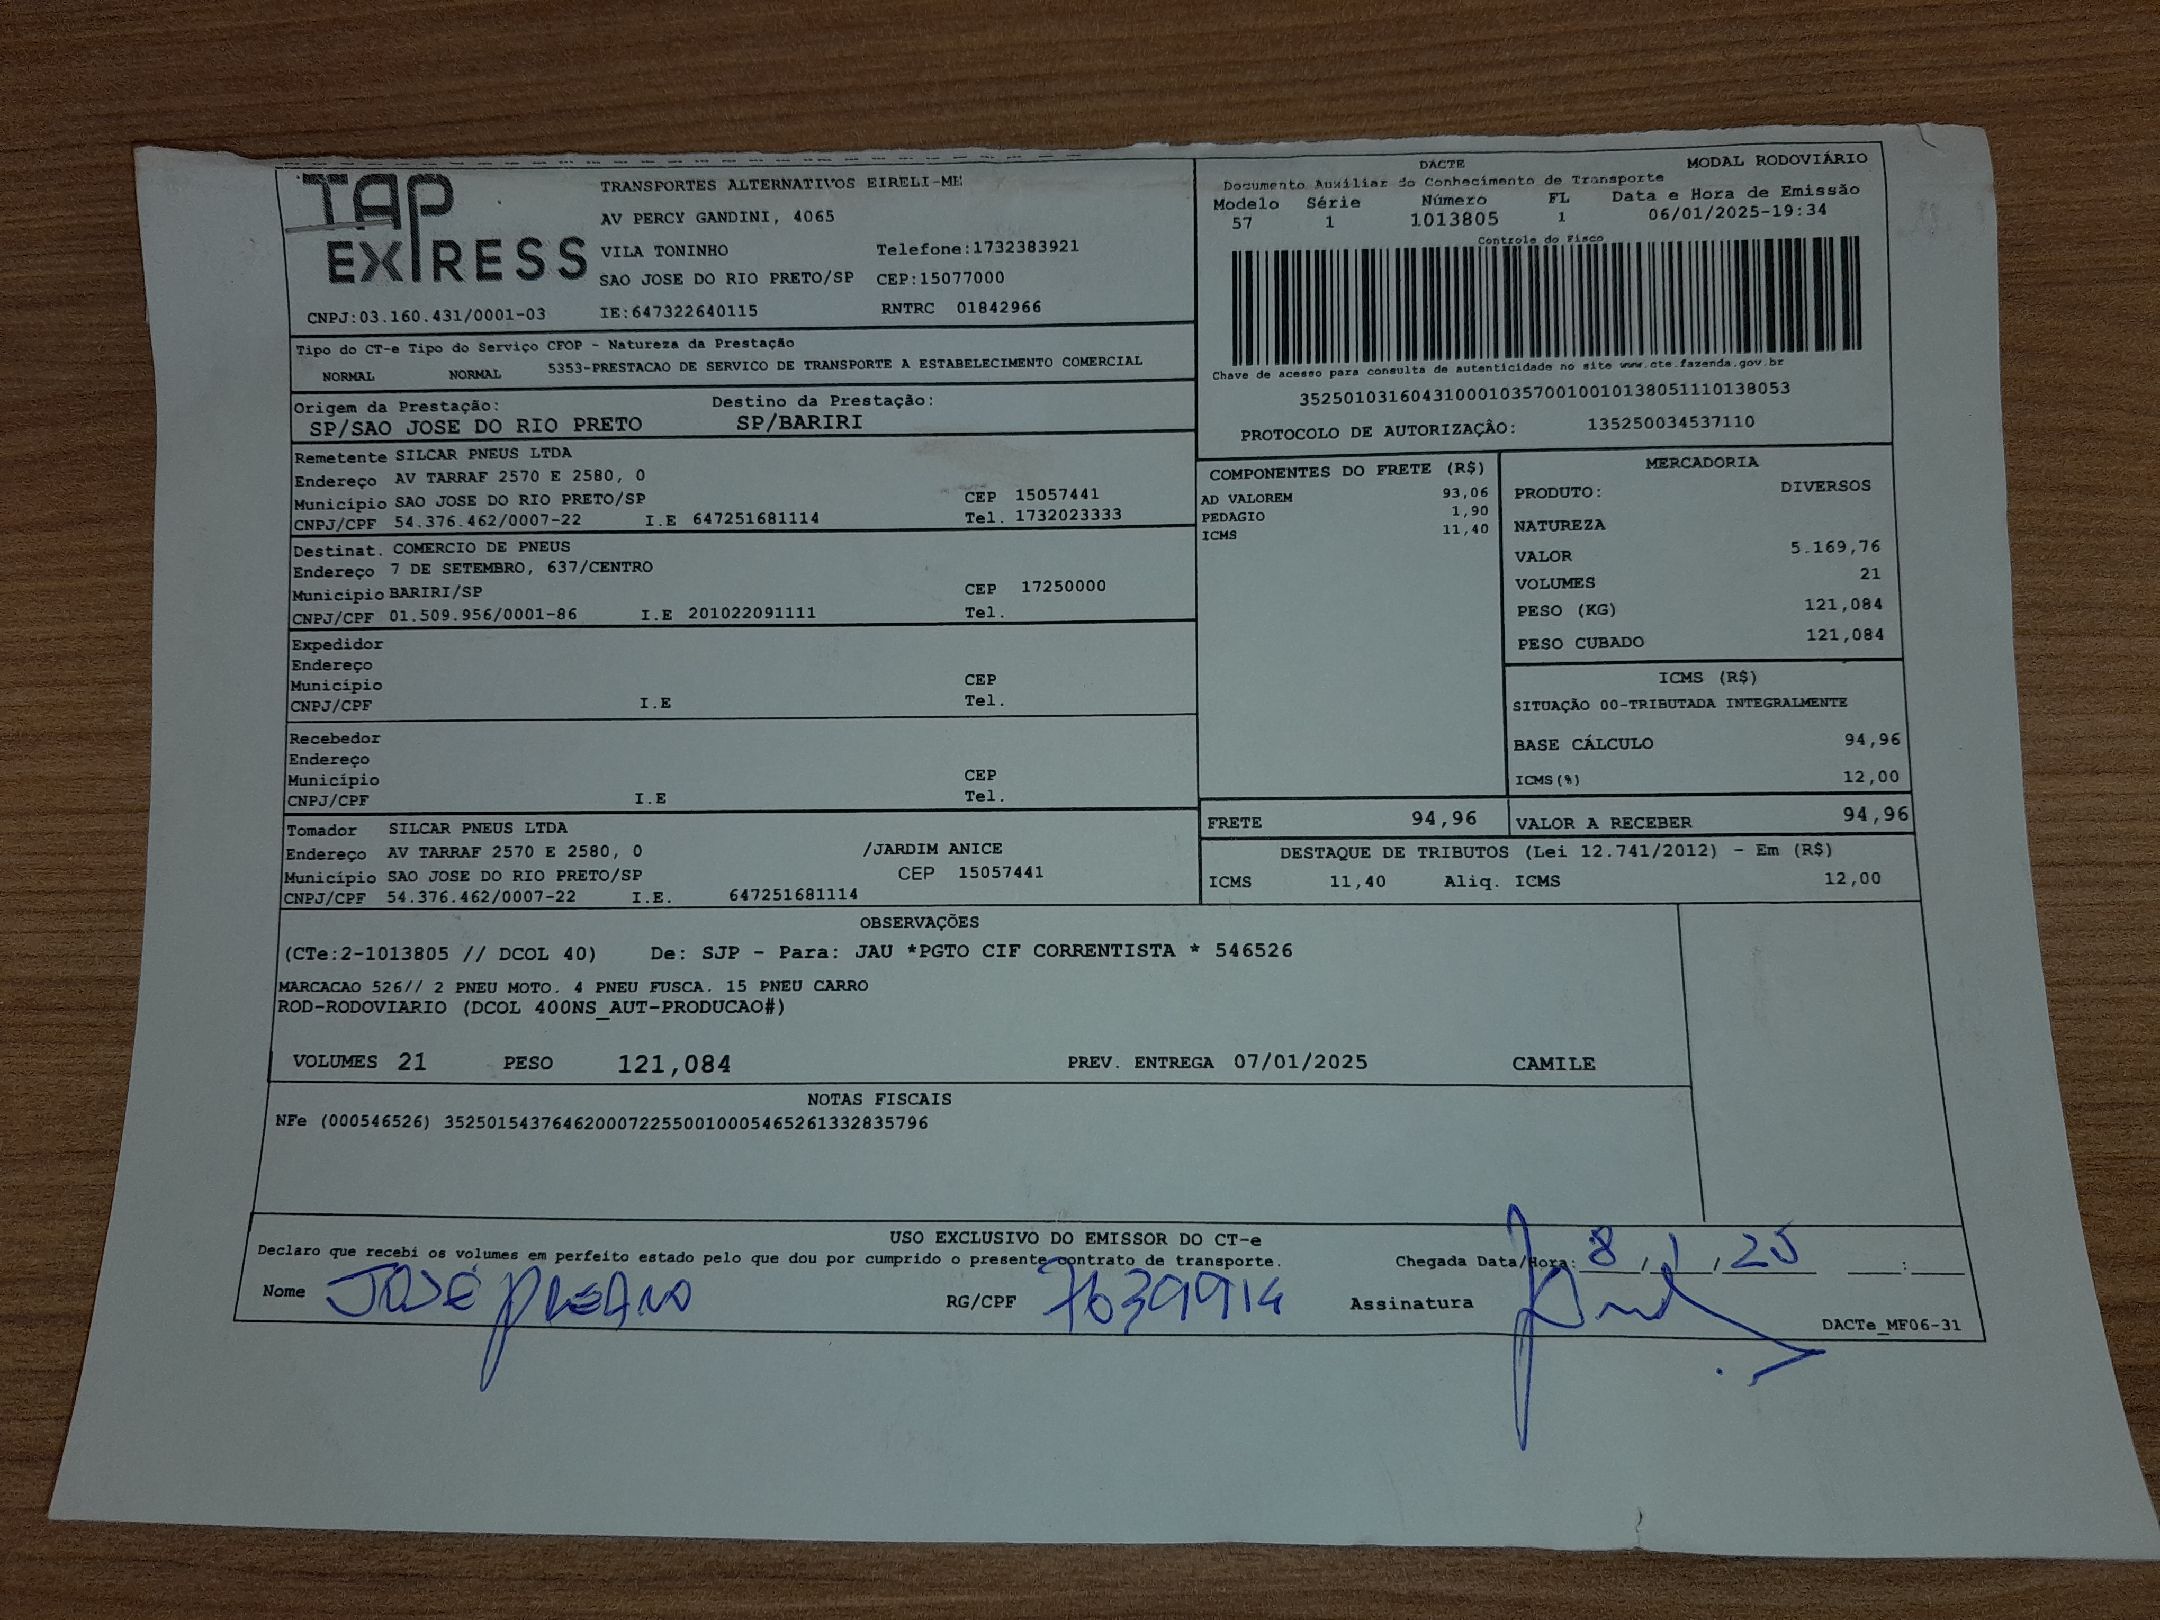 TAP EXPRESS
TRANSPORTES ALTERNATIVOS EIRELI-ME
AV PERCY GANDINI, 4065
VILA TONINHO Telefone:1732383921
SAO JOSE DO RIO PRETO/SP CEP:15077000
CNPJ:03.160.431/0001-03 IE:647322640115 RNTRC 01842966
DACTE MODAL RODOVIÁRIO
Documento Auxiliar do Conhecimento de Transporte
Modelo Série Número FL Data e Hora de Emissão
57 1 1013805 1 06/01/2025-19:34
Controle do Fisco
Chave de acesso para consulta de autenticidade no site www.cte.fazenda.gov.br
35250103160431000103570010010138051110138053
PROTOCOLO DE AUTORIZAÇÂO: 135250034537110
Tipo do CT-e Tipo do Serviço CFOP - Natureza da Prestação
NORMAL NORMAL 5353-PRESTACAO DE SERVICO DE TRANSPORTE A ESTABELECIMENTO COMERCIAL
Origem da Prestação: Destino da Prestação:
SP/SAO JOSE DO RIO PRETO SP/BARIRI
Remetente SILCAR PNEUS LTDA
Endereço AV TARRAF 2570 E 2580, 0
Município SAO JOSE DO RIO PRETO/SP CEP 15057441
CNPJ/CPF 54.376.462/0007-22 I.E 647251681114 Tel. 1732023333
Destinat. COMERCIO DE PNEUS
Endereço 7 DE SETEMBRO, 637/CENTRO
Município BARIRI/SP CEP 17250000
CNPJ/CPF 01.509.956/0001-86 I.E 201022091111 Tel.
Expedidor
Endereço
Município CEP
CNPJ/CPF I.E Tel.
Recebedor
Endereço
Município CEP
CNPJ/CPF I.E Tel.
Tomador SILCAR PNEUS LTDA
Endereço AV TARRAF 2570 E 2580, 0 /JARDIM ANICE
Município SAO JOSE DO RIO PRETO/SP CEP 15057441
CNPJ/CPF 54.376.462/0007-22 I.E. 647251681114
COMPONENTES DO FRETE (R$)
AD VALOREM 93,06
PEDAGIO 1,90
ICMS 11,40
MERCADORIA
PRODUTO: DIVERSOS
NATUREZA
VALOR 5.169,76
VOLUMES 21
PESO (KG) 121,084
PESO CUBADO 121,084
ICMS (R$)
SITUAÇÃO 00-TRIBUTADA INTEGRALMENTE
BASE CÁLCULO 94,96
ICMS(%) 12,00
FRETE 94,96 VALOR A RECEBER 94,96
DESTAQUE DE TRIBUTOS (Lei 12.741/2012) - Em (R$)
ICMS 11,40 Aliq. ICMS 12,00
OBSERVAÇÕES
(CTe:2-1013805 // DCOL 40) De: SJP - Para: JAU *PGTO CIF CORRENTISTA * 546526
MARCACAO 526// 2 PNEU MOTO. 4 PNEU FUSCA. 15 PNEU CARRO
ROD-RODOVIARIO (DCOL 400NS_AUT-PRODUCAO#)
VOLUMES 21 PESO 121,084 PREV. ENTREGA 07/01/2025 CAMILE
NOTAS FISCAIS
NFe (000546526) 35250154376462000722550010005465261332835796
USO EXCLUSIVO DO EMISSOR DO CT-e
Declaro que recebi os volumes em perfeito estado pelo que dou por cumprido o presente contrato de transporte. Chegada Data/Hora: 8,1,25 :
Nome JOSÉ RG/CPF 76399914 Assinatura
DACTe_MF06-31